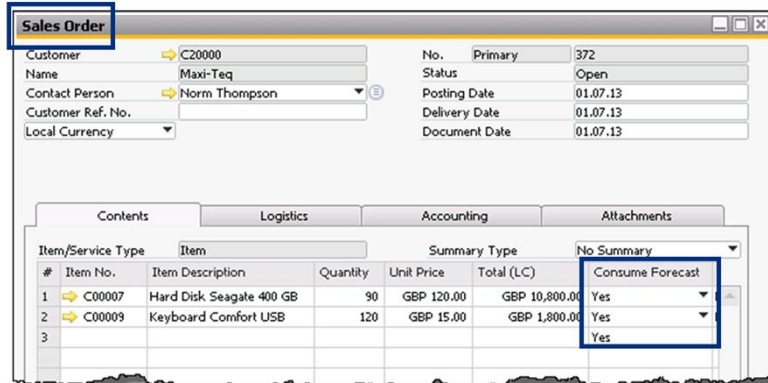 Sales Order
Customer C20000 No. Primary 372
Name Maxi-Teq Status Open
Contact Person Norm Thompson Posting Date 01.07.13
Customer Ref. No. Delivery Date 01.07.13
Local Currency Document Date 01.07.13
Contents Logistics Accounting Attachments
Item/Service Type Item Summary Type No Summary
# Item No. Item Description Quantity Unit Price Total (LC) Consume Forecast
1 C00007 Hard Disk Seagate 400 GB 90 GBP 120.00 GBP 10,800.00 Yes
2 C00009 Keyboard Comfort USB 120 GBP 15.00 GBP 1,800.00 Yes
3 Yes